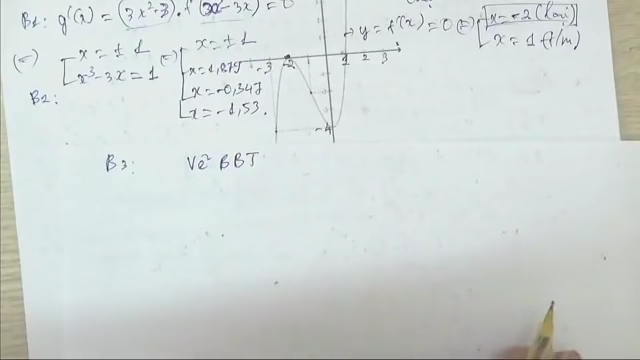 B1: g'(x) = (3x²-3). f'(x³-3x) = 0
(=) [ x = ± 1
x³-3x = 1 (=) [ x = ± 1
x = 1,879
x = -0,347
x = -1,53.
-3 -2 1 2 3
-4
y = f'(x) = 0 (=) [ x = -2 (loại)
x = 1 (t/m)
B2:
B3: Vẽ BBT